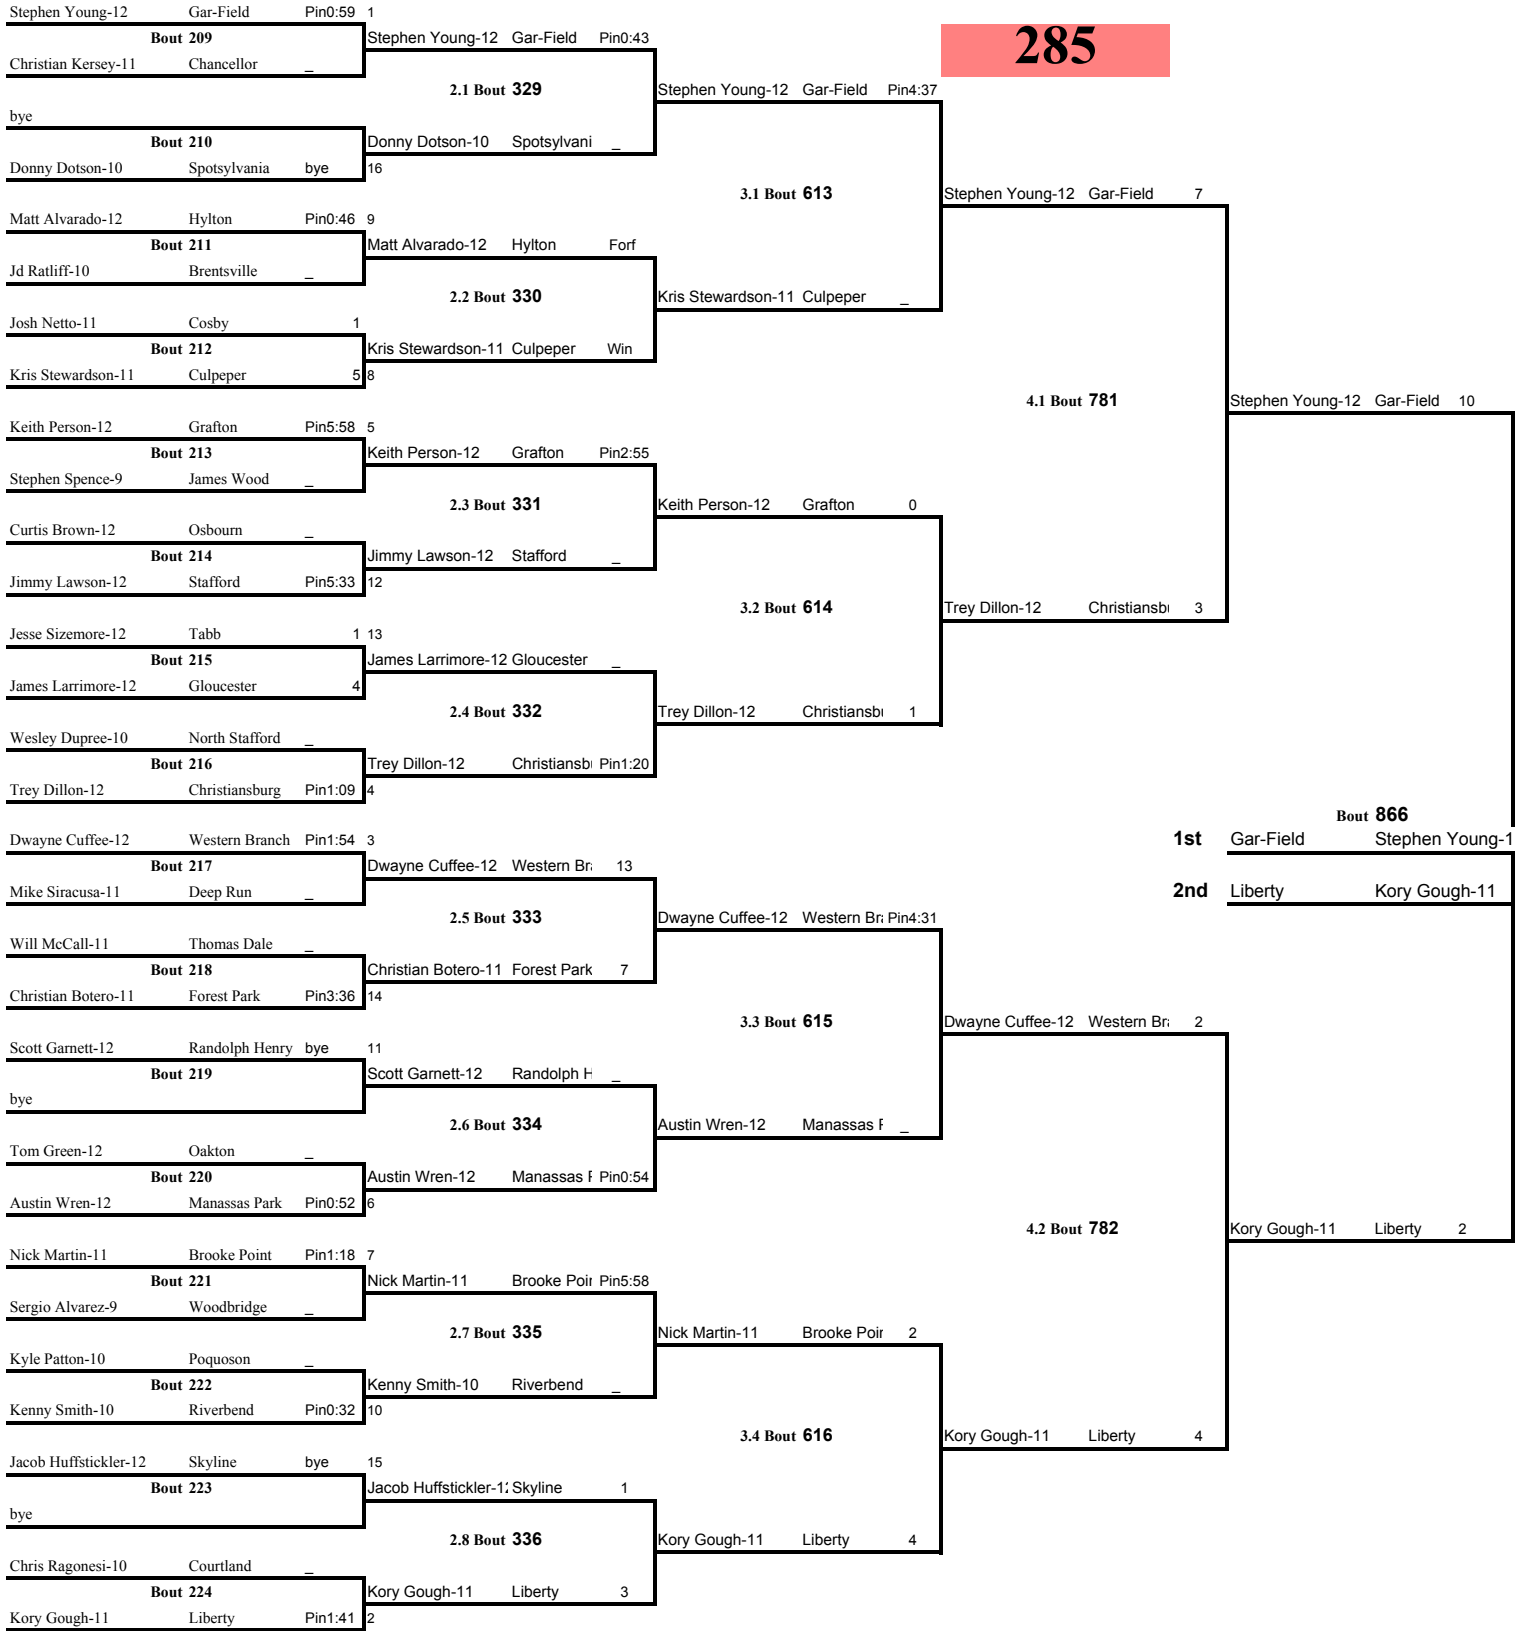 285
Stephen Young-12 Gar-Field Pin0:59 1
Bout 209
Christian Kersey-11 Chancellor _
bye
Bout 210
Donny Dotson-10 Spotsylvania bye 16
Matt Alvarado-12 Hylton Pin0:46 9
Bout 211
Jd Ratliff-10 Brentsville _
Josh Netto-11 Cosby 1
Bout 212
Kris Stewardson-11 Culpeper 5 8
Keith Person-12 Grafton Pin5:58 5
Bout 213
Stephen Spence-9 James Wood _
Curtis Brown-12 Osbourn _
Bout 214
Jimmy Lawson-12 Stafford Pin5:33 12
Jesse Sizemore-12 Tabb 1 13
Bout 215
James Larrimore-12 Gloucester 4
Wesley Dupree-10 North Stafford _
Bout 216
Trey Dillon-12 Christiansburg Pin1:09 4
Dwayne Cuffee-12 Western Branch Pin1:54 3
Bout 217
Mike Siracusa-11 Deep Run _
Will McCall-11 Thomas Dale _
Bout 218
Christian Botero-11 Forest Park Pin3:36 14
Scott Garnett-12 Randolph Henry bye 11
Bout 219
bye
Tom Green-12 Oakton _
Bout 220
Austin Wren-12 Manassas Park Pin0:52 6
Nick Martin-11 Brooke Point Pin1:18 7
Bout 221
Sergio Alvarez-9 Woodbridge _
Kyle Patton-10 Poquoson _
Bout 222
Kenny Smith-10 Riverbend Pin0:32 10
Jacob Huffstickler-12 Skyline bye 15
Bout 223
bye
Chris Ragonesi-10 Courtland _
Bout 224
Kory Gough-11 Liberty Pin1:41 2
Stephen Young-12 Gar-Field Pin0:43
2.1 Bout 329
Donny Dotson-10 Spotsylvani _
Matt Alvarado-12 Hylton Forf
2.2 Bout 330
Kris Stewardson-11 Culpeper Win
Keith Person-12 Grafton Pin2:55
2.3 Bout 331
Jimmy Lawson-12 Stafford _
James Larrimore-12 Gloucester _
2.4 Bout 332
Trey Dillon-12 Christiansb Pin1:20
Dwayne Cuffee-12 Western Bra 13
2.5 Bout 333
Christian Botero-11 Forest Park 7
Scott Garnett-12 Randolph H _
2.6 Bout 334
Austin Wren-12 Manassas P Pin0:54
Nick Martin-11 Brooke Poin Pin5:58
2.7 Bout 335
Kenny Smith-10 Riverbend _
Jacob Huffstickler-12 Skyline 1
2.8 Bout 336
Kory Gough-11 Liberty 3
Stephen Young-12 Gar-Field Pin4:37
3.1 Bout 613
Kris Stewardson-11 Culpeper _
Keith Person-12 Grafton 0
3.2 Bout 614
Trey Dillon-12 Christiansb 1
Dwayne Cuffee-12 Western Bra Pin4:31
3.3 Bout 615
Austin Wren-12 Manassas P _
Nick Martin-11 Brooke Poin 2
3.4 Bout 616
Kory Gough-11 Liberty 4
Stephen Young-12 Gar-Field 7
4.1 Bout 781
Trey Dillon-12 Christiansb 3
Dwayne Cuffee-12 Western Bra 2
4.2 Bout 782
Kory Gough-11 Liberty 4
Stephen Young-12 Gar-Field 10
Bout 866
Kory Gough-11 Liberty 2
1st Gar-Field Stephen Young-1
2nd Liberty Kory Gough-11